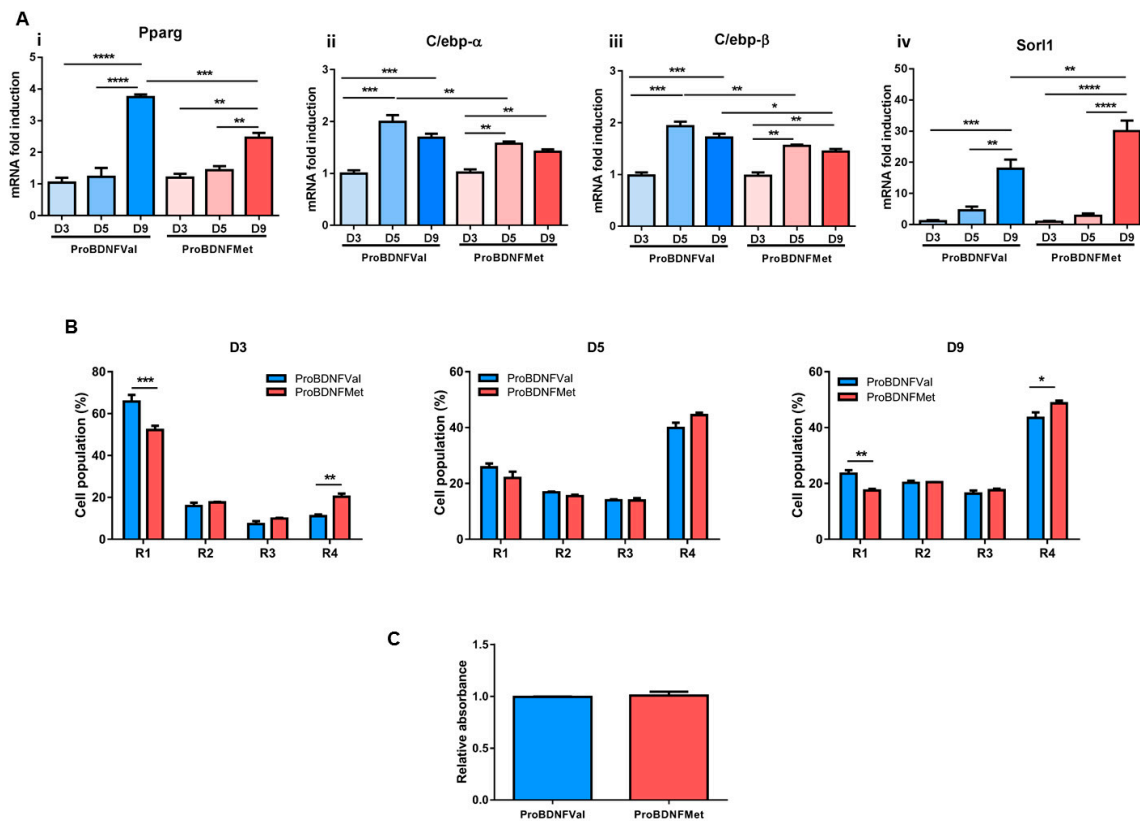 A
i
Pparg
mRNA fold induction
5
4
3
2
1
0
****
****
***
**
**
D3 D5 D9 D3 D5 D9
ProBDNFVal ProBDNFMet
ii
C/ebp-α
mRNA fold induction
3
2
1
0
***
***
**
**
**
D3 D5 D9 D3 D5 D9
ProBDNFVal ProBDNFMet
iii
C/ebp-β
mRNA fold induction
3
2
1
0
***
***
**
*
**
**
D3 D5 D9 D3 D5 D9
ProBDNFVal ProBDNFMet
iv
Sorl1
mRNA fold induction
50
40
30
20
10
0
**
****
****
***
**
D3 D5 D9 D3 D5 D9
ProBDNFVal ProBDNFMet
B
D3
Cell population (%)
80
60
40
20
0
***
**
ProBDNFVal
ProBDNFMet
R1 R2 R3 R4
D5
Cell population (%)
60
40
20
0
ProBDNFVal
ProBDNFMet
R1 R2 R3 R4
D9
Cell population (%)
60
40
20
0
ProBDNFVal
ProBDNFMet
*
**
R1 R2 R3 R4
C
Relative absorbance
1.5
1.0
0.5
0.0
ProBDNFVal ProBDNFMet